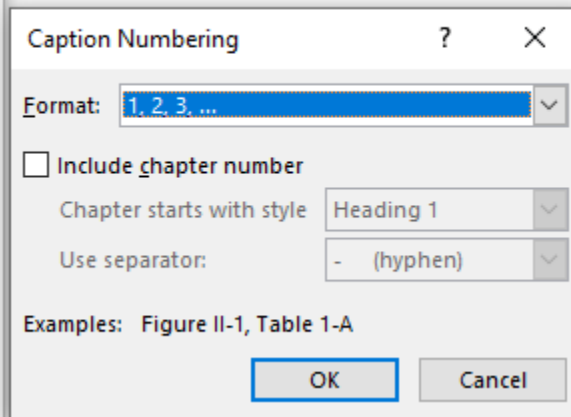 Caption Numbering ? X
Format: 1, 2, 3, ...
Include chapter number
Chapter starts with style Heading 1
Use separator: - (hyphen)
Examples: Figure II-1, Table 1-A
OK Cancel